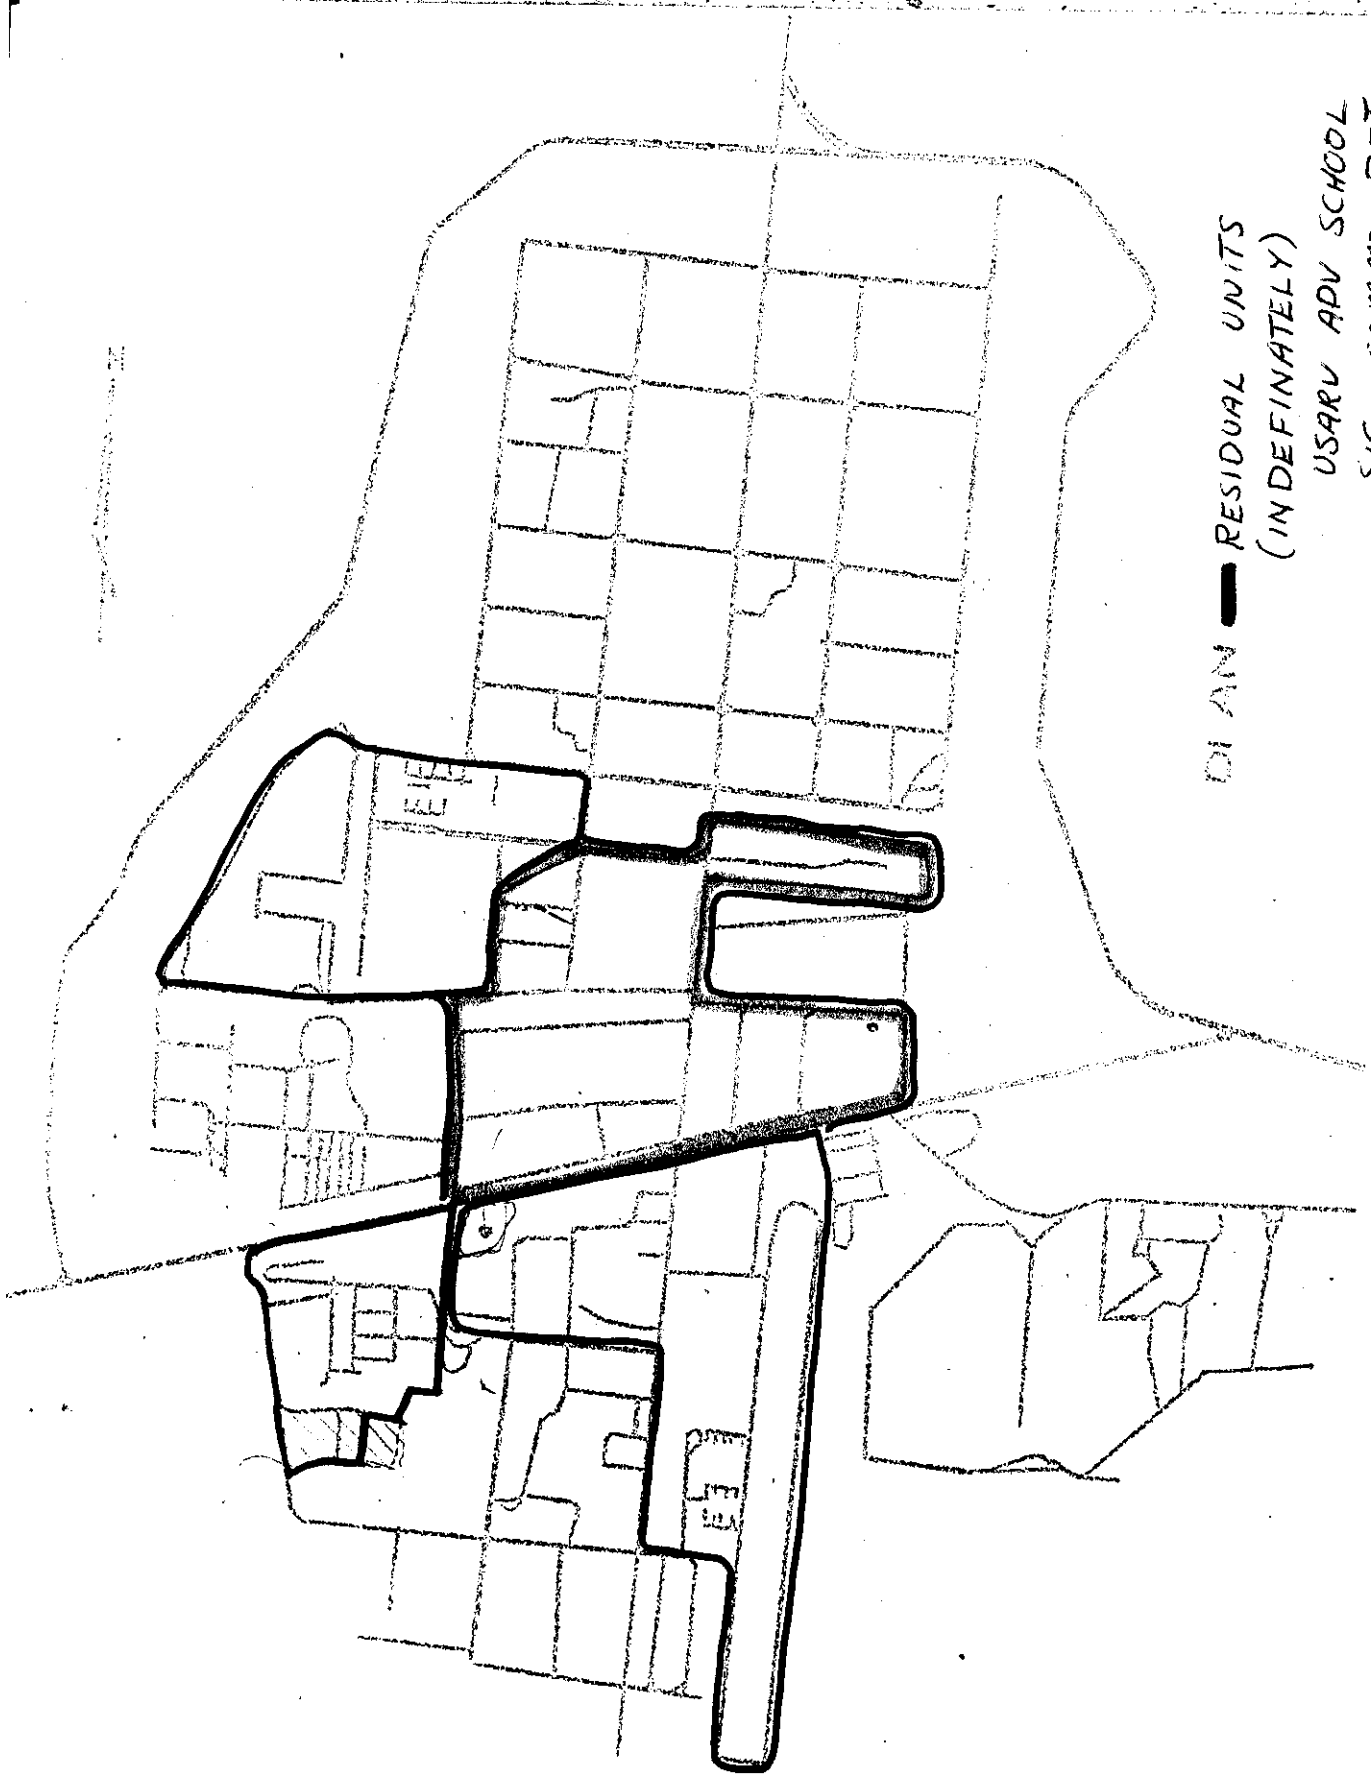 DI AN — RESIDUAL UNITS
(INDEFINATELY)
USARV ADV SCHOOL
N